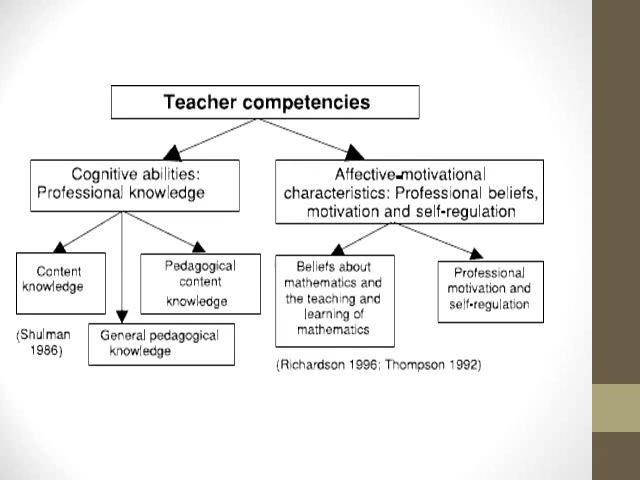 Teacher competencies
Cognitive abilities:
Professional knowledge
Affective-motivational
characteristics: Professional beliefs,
motivation and self-regulation
Content
knowledge
Pedagogical
content
knowledge
Beliefs about
mathematics and
the teaching and
learning of
mathematics
Professional
motivation and
self-regulation
(Shulman
1986)
General pedagogical
knowledge
(Richardson 1996; Thompson 1992)